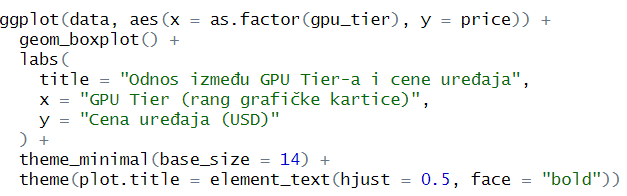 ggplot(data, aes(x = as.factor(gpu_tier), y = price)) +
  geom_boxplot() +
  labs(
    title = "Odnos između GPU Tier-a i cene uređaja",
    x = "GPU Tier (rang grafičke kartice)",
    y = "Cena uređaja (USD)"
  ) +
  theme_minimal(base_size = 14) +
  theme(plot.title = element_text(hjust = 0.5, face = "bold"))